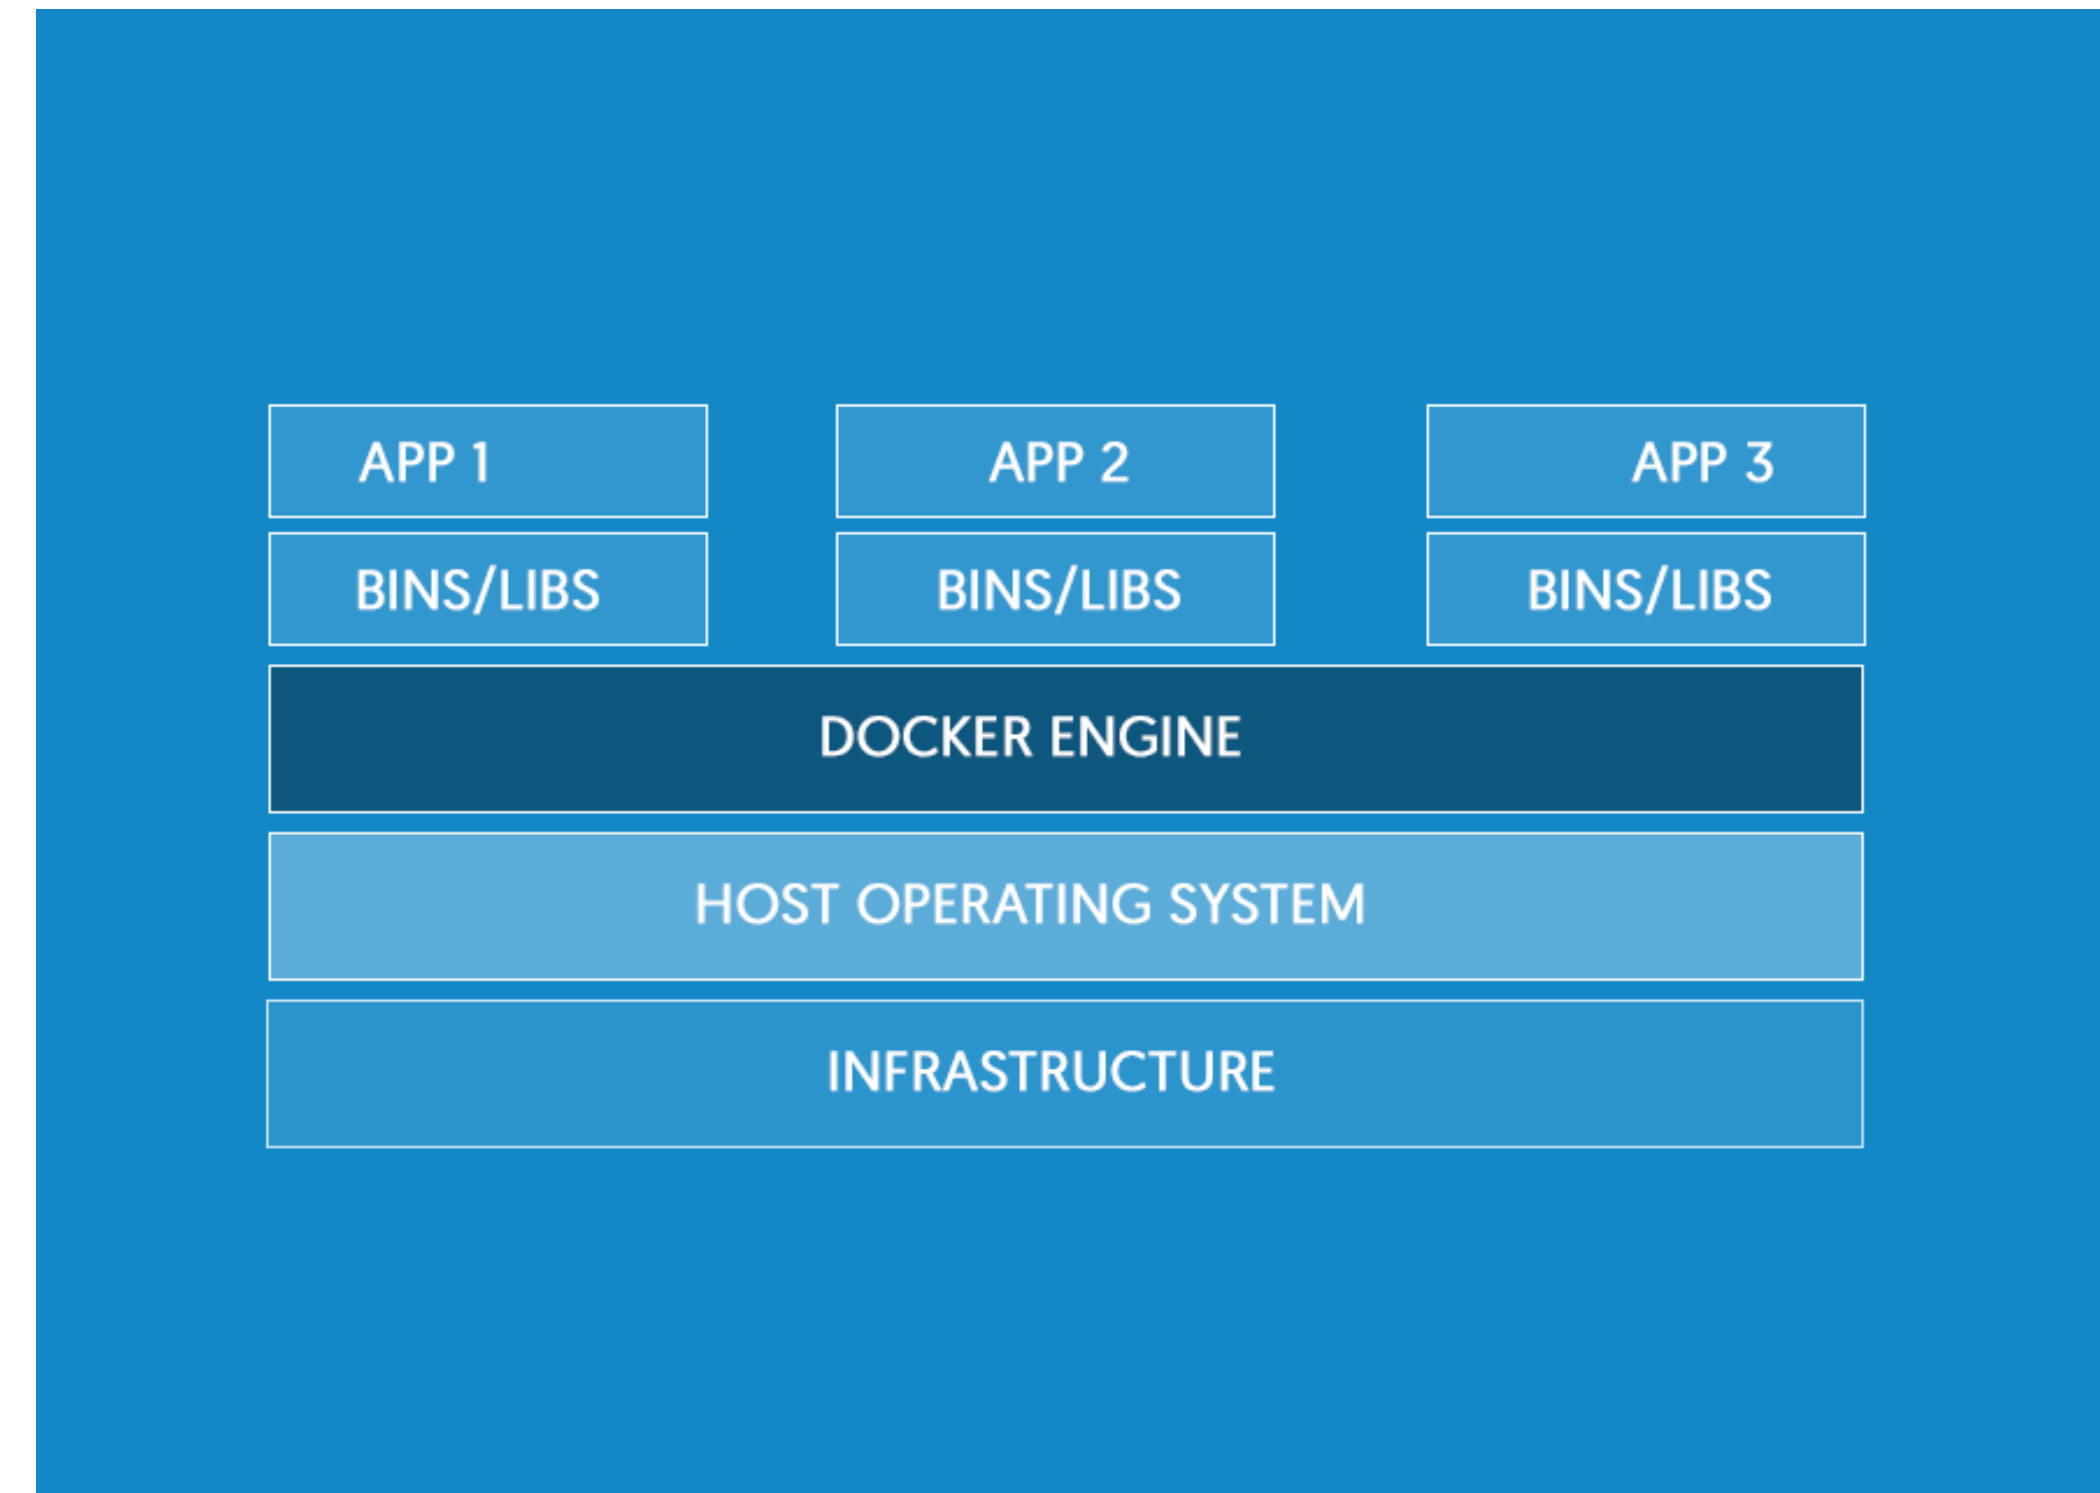 APP 1
APP 2
APP 3
BINS/LIBS
BINS/LIBS
BINS/LIBS
DOCKER ENGINE
HOST OPERATING SYSTEM
INFRASTRUCTURE